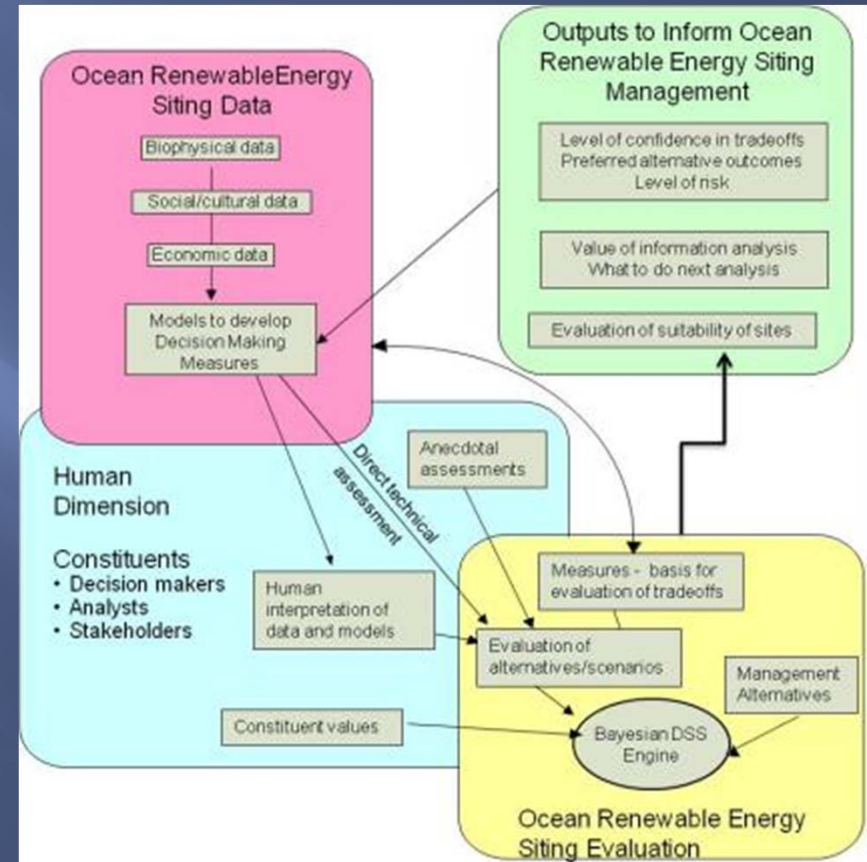 Ocean RenewableEnergy
Siting Data
Biophysical data
Social/cultural data
Economic data
Models to develop
Decision Making
Measures
Outputs to Inform Ocean
Renewable Energy Siting
Management
Level of confidence in tradeoffs
Preferred alternative outcomes
Level of risk
Value of information analysis
What to do next analysis
Evaluation of suitability of sites
Human
Dimension
Constituents
• Decision makers
• Analysts
• Stakeholders
Direct technical
assessment
Anecdotal
assessments
Human
interpretation of
data and models
Constituent values
Measures - basis for
evaluation of tradeoffs
Evaluation of
alternatives/scenarios
Management
Alternatives
Bayesian DSS
Engine
Ocean Renewable Energy
Siting Evaluation